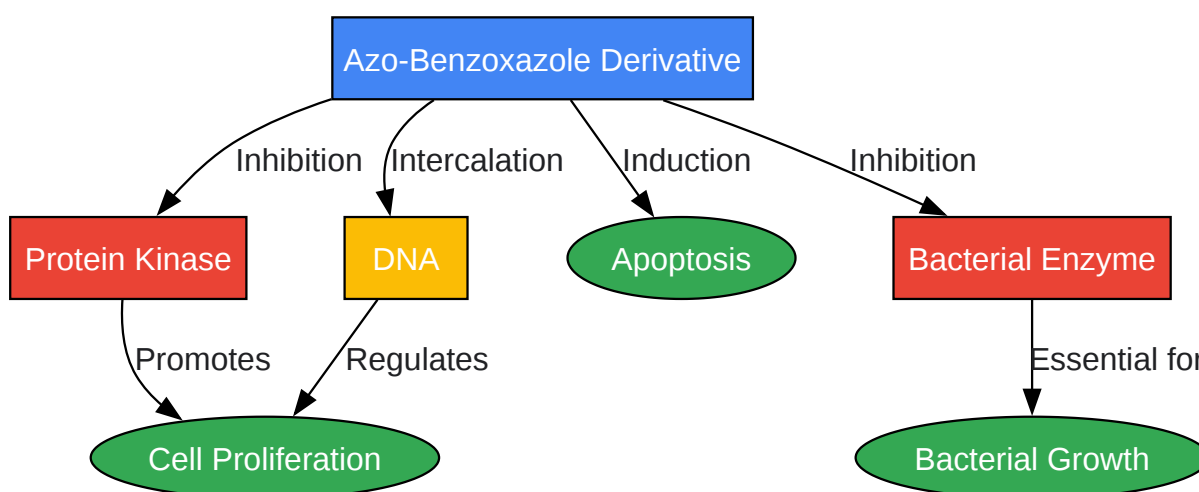 Azo-Benzoxazole Derivative
Inhibition
Intercalation
Induction
Inhibition
Protein Kinase
DNA
Apoptosis
Bacterial Enzyme
Promotes
Regulates
Essential for
Cell Proliferation
Bacterial Growth